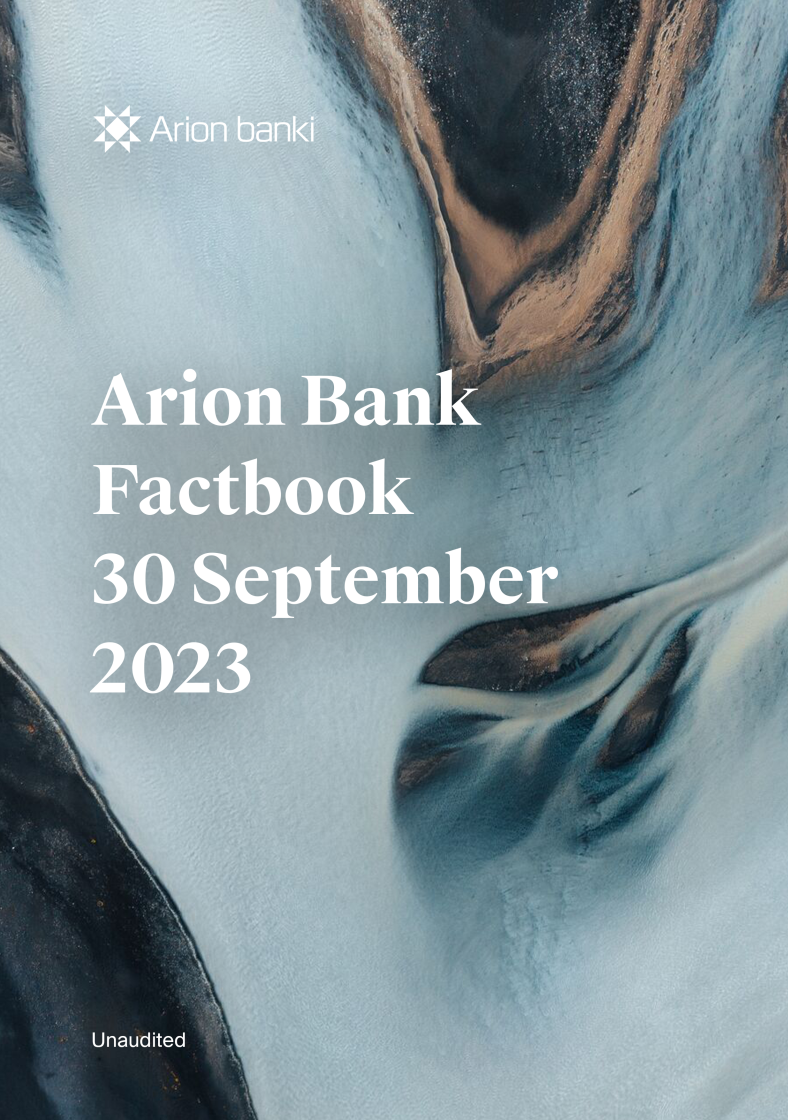 Arion banki
Arion Bank
Factbook
30 September
2023
Unaudited